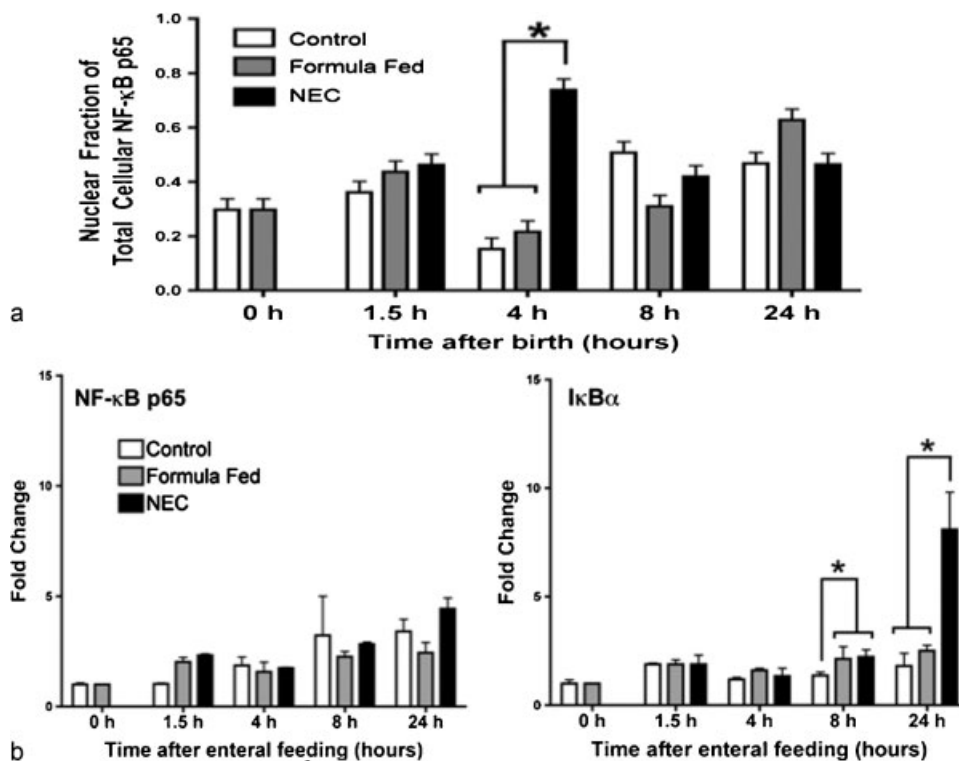 Nuclear Fraction of
Total Cellular NF-κB p65
1.0
0.8
0.6
0.4
0.2
0.0
Control
Formula Fed
NEC
*
0 h
1.5 h
4 h
8 h
24 h
Time after birth (hours)
a
NF-κB p65
Fold Change
15
10
5
0
Control
Formula Fed
NEC
0 h
1.5 h
4 h
8 h
24 h
Time after enteral feeding (hours)
IκBα
Fold Change
15
10
5
0
*
*
0 h
1.5 h
4 h
8 h
24 h
Time after enteral feeding (hours)
b